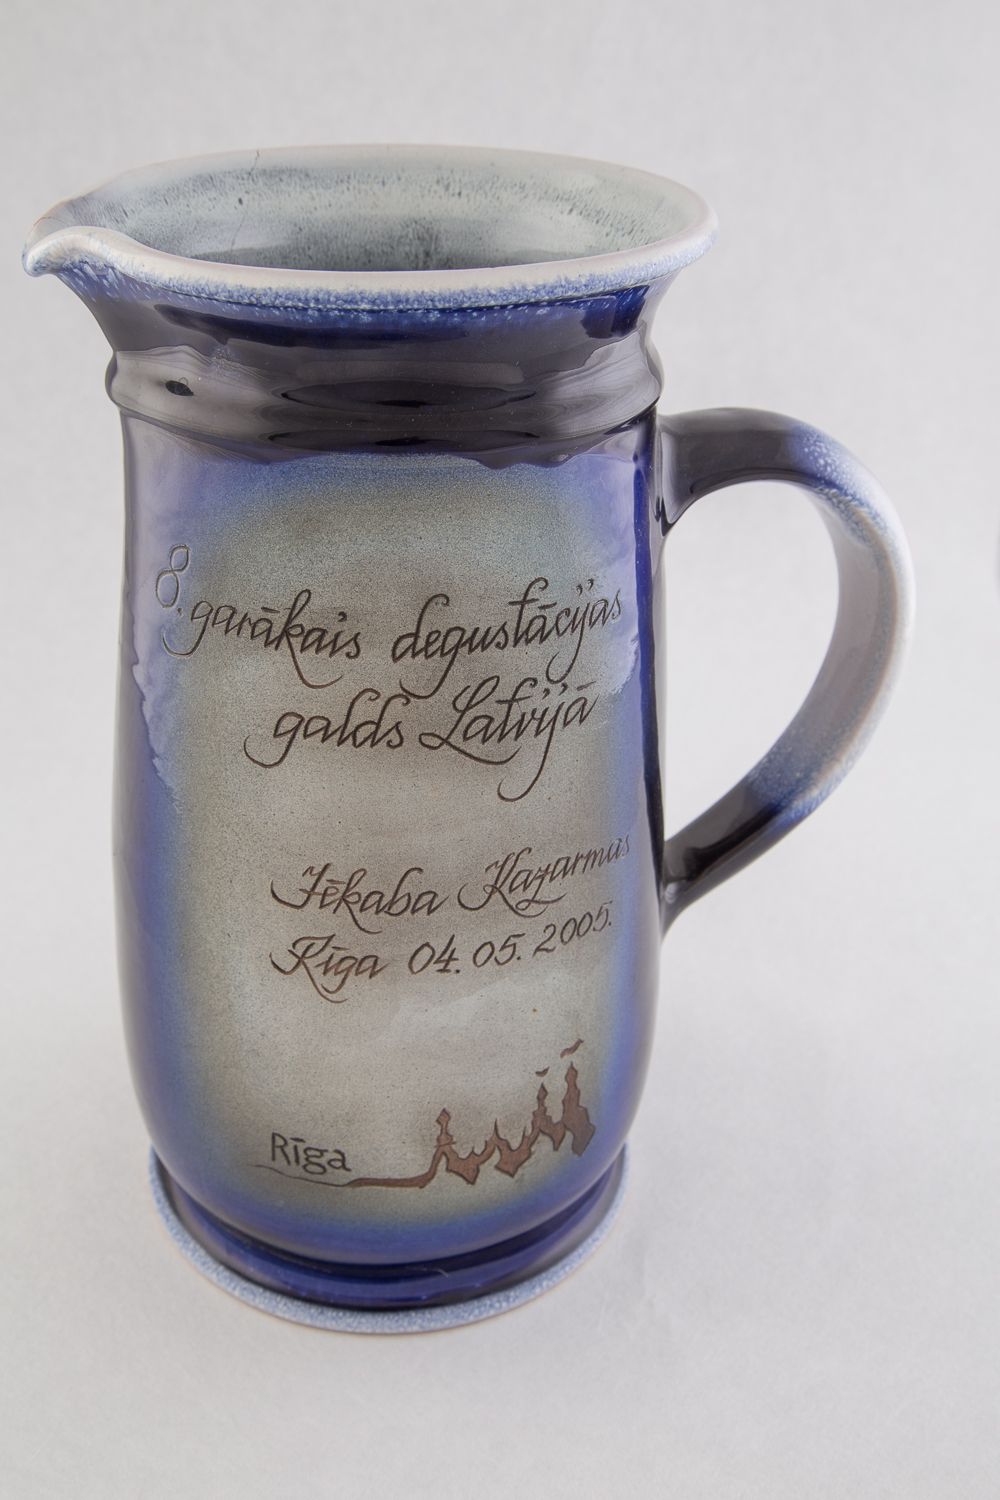 8. garākais degustācijas
galds Latvijā
Jēkaba Kazarmas
Rīga 04. 05. 2005.
Rīga